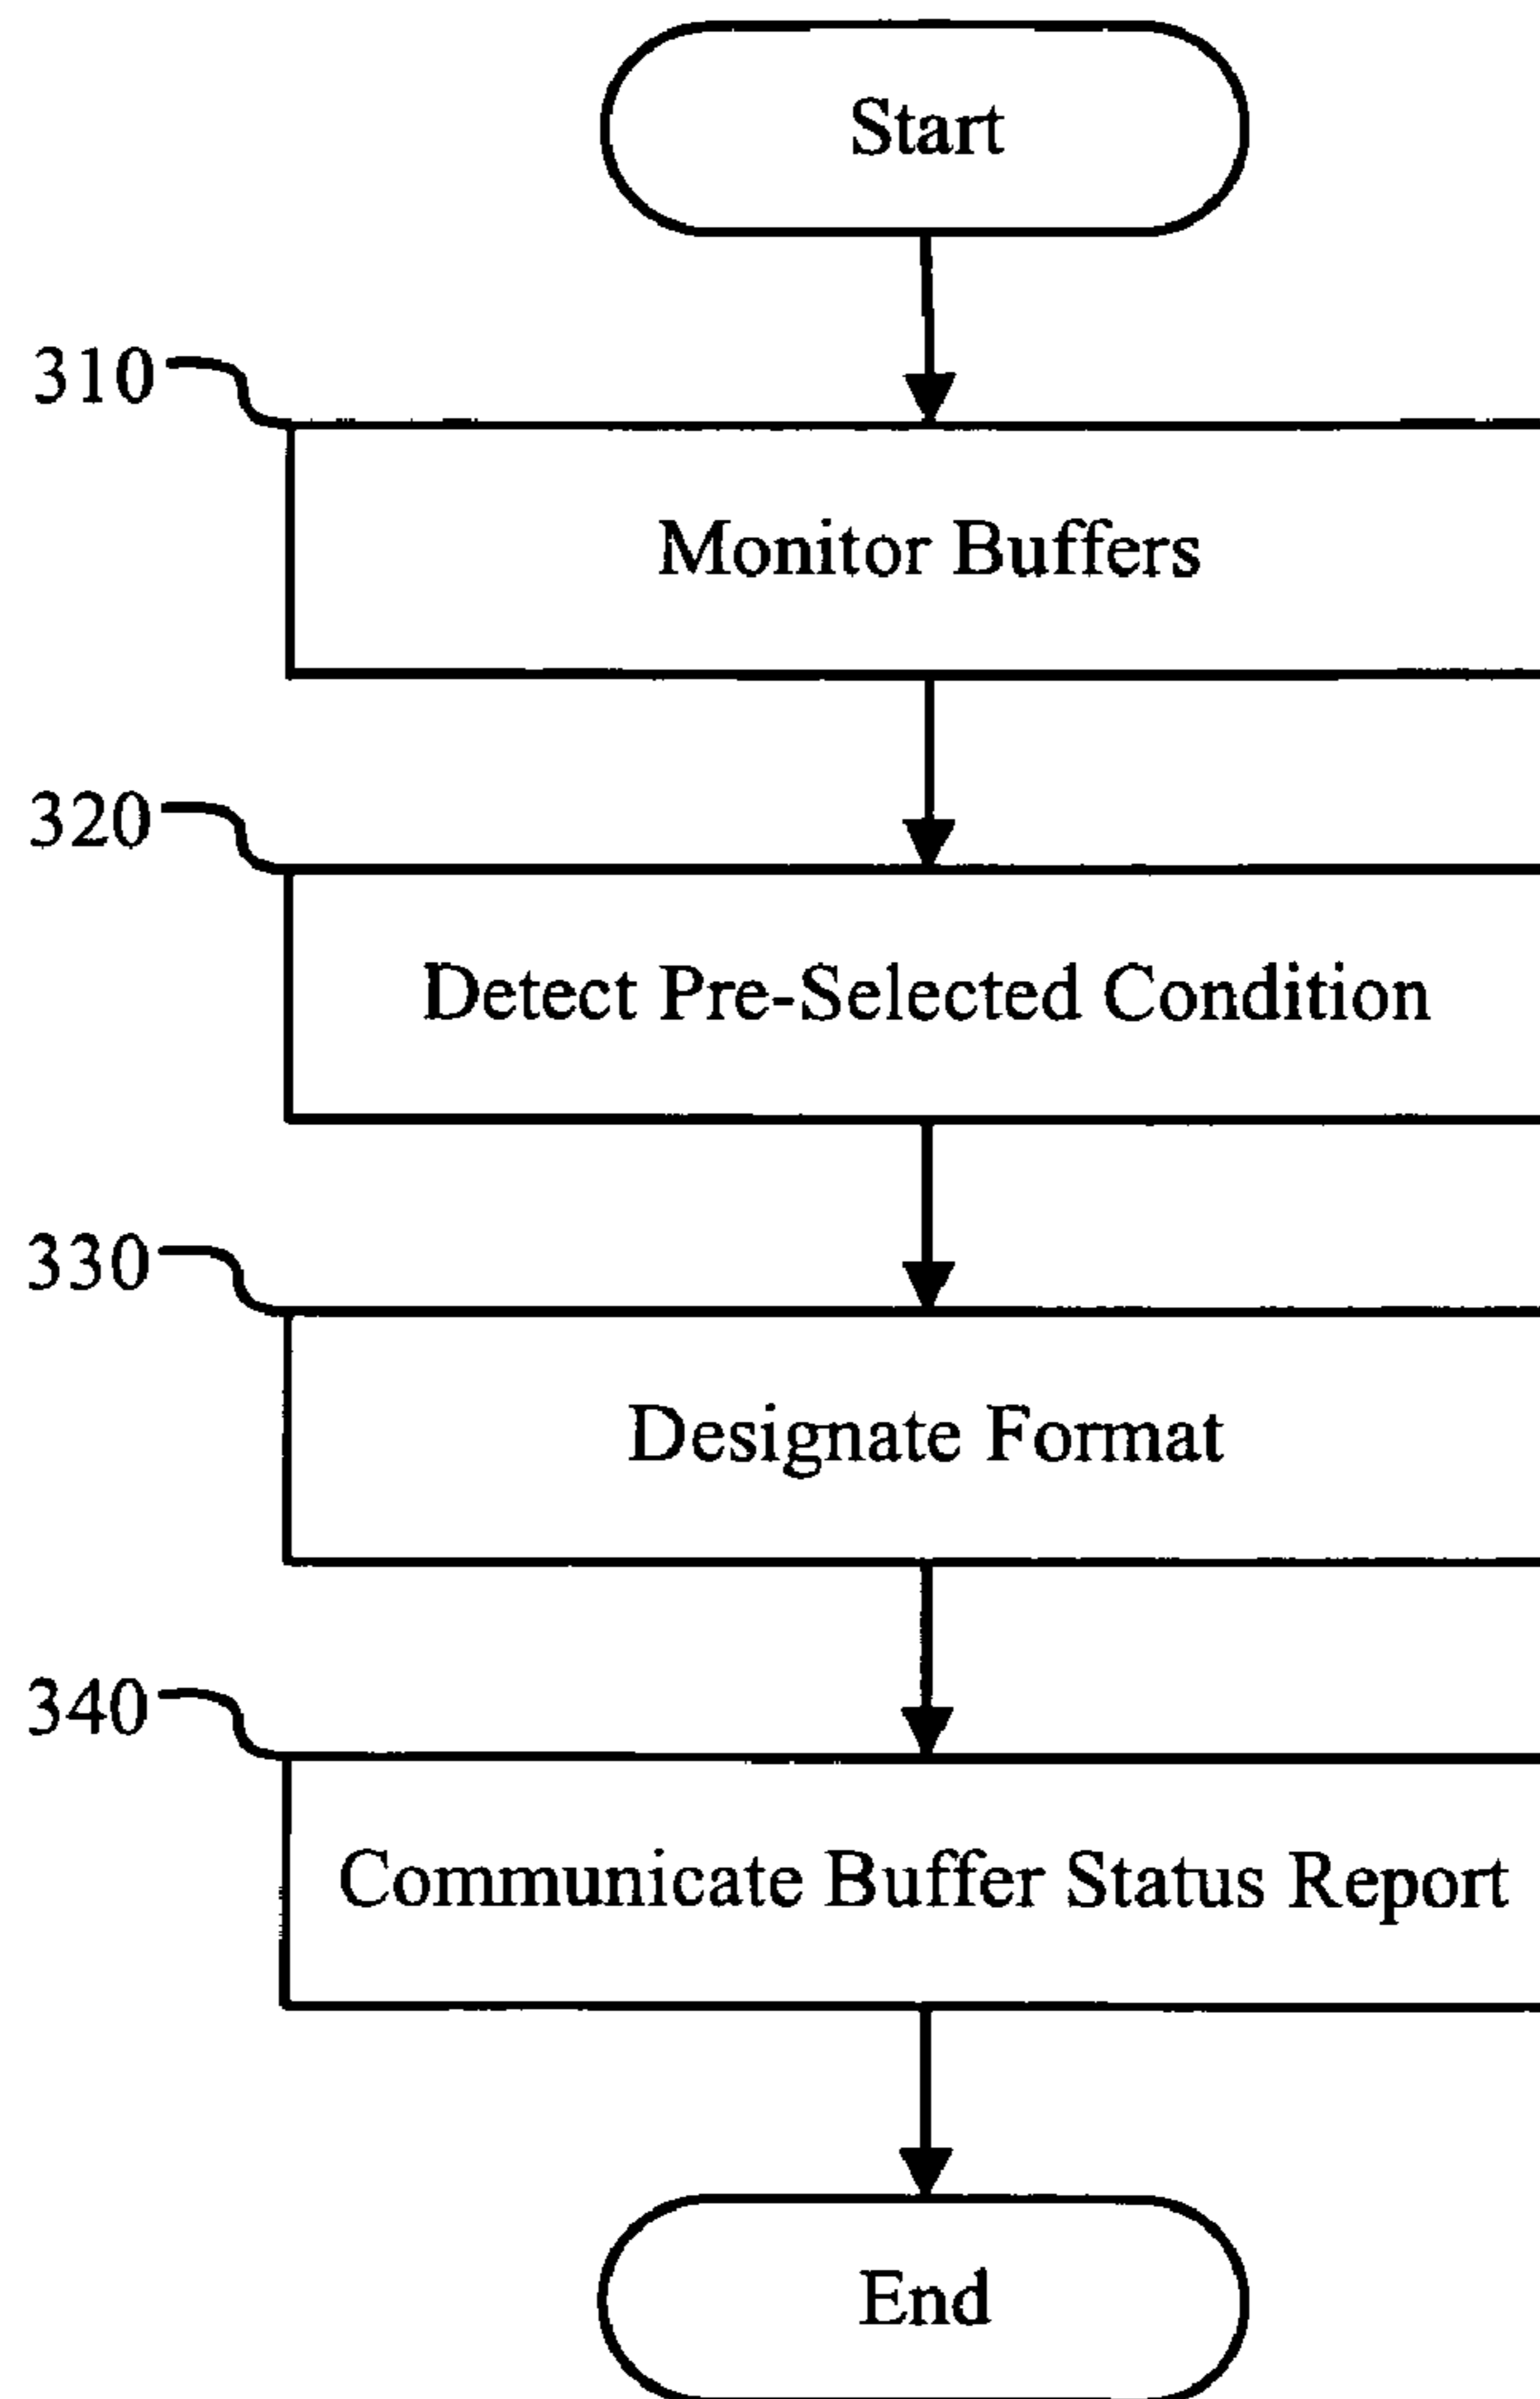 Start
310
Monitor Buffers
320
Detect Pre-Selected Condition
330
Designate Format
340
Communicate Buffer Status Report
End